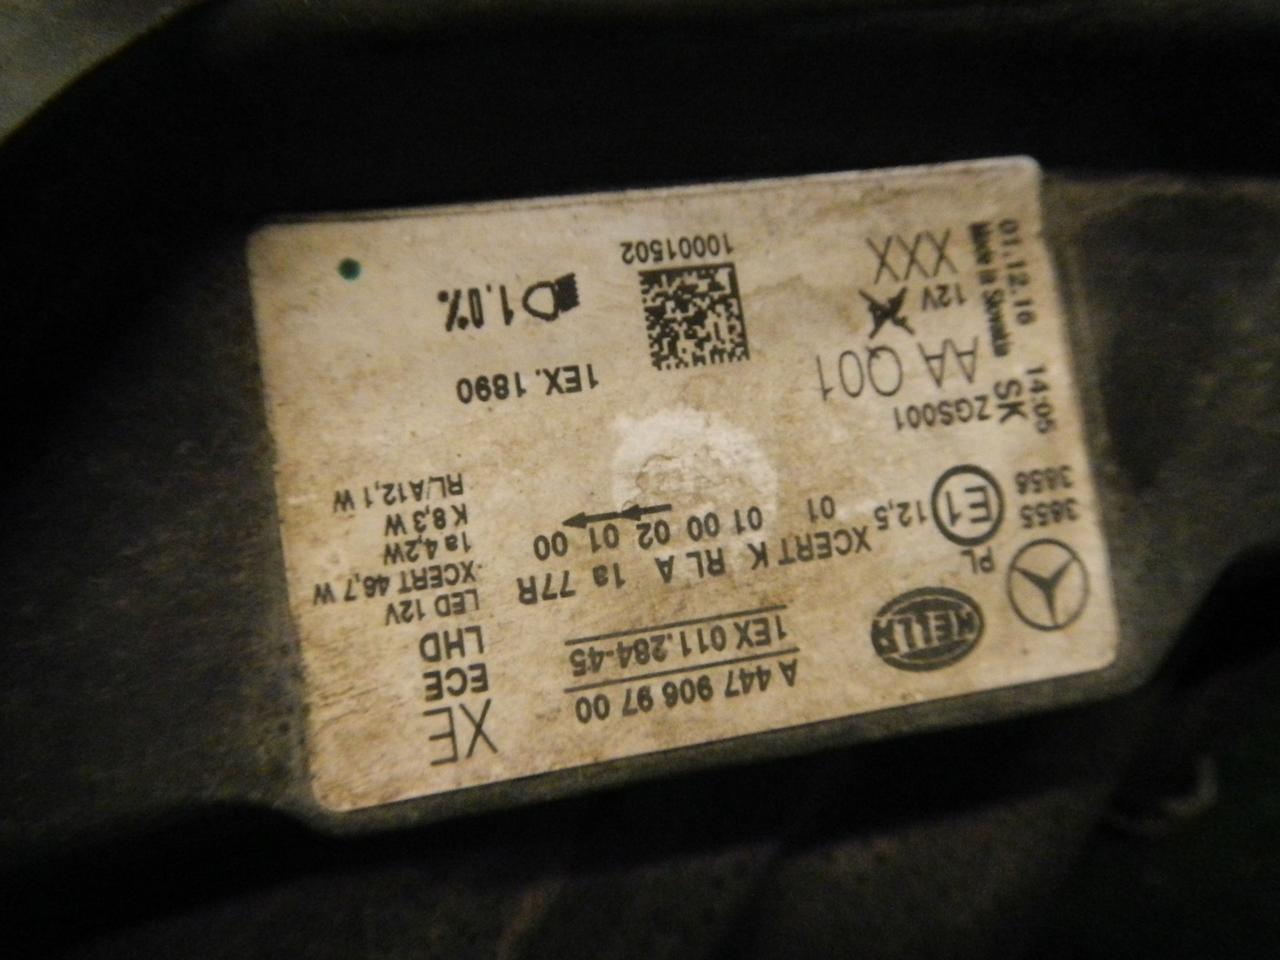 A 447 906 97 00
1EX 011.284-45
XE
ECE
LHD
HELLA
PL
XCERT K RL A 1a 77R
01 01 00 02 01 00
E1
12,5
3655
3656
LED 12V
XCERT 46,7 W
1a 4,2W
K 8,3 W
RL/A12,1 W
ZGS001
SK
14:05
AA Q01
12V
XXX
01.12.16
Made in Slovakia
10001502
1EX. 1890
1.0%